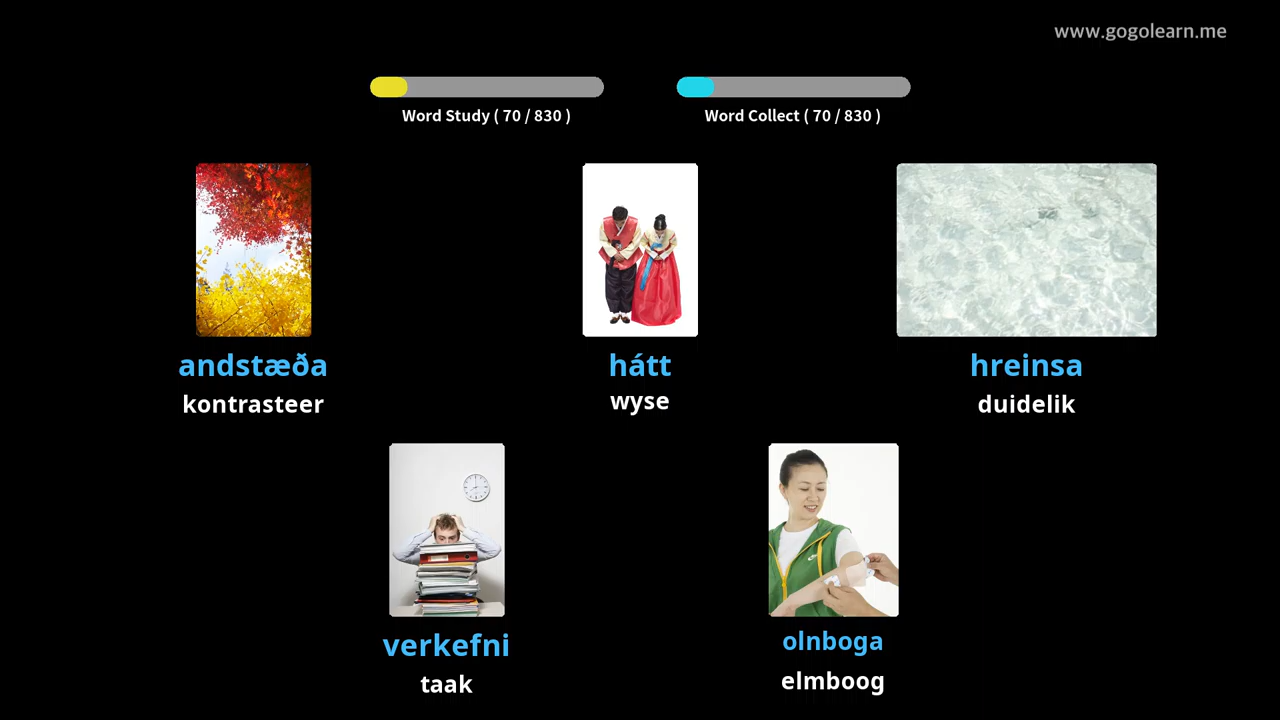 www.gogolearn.me
Word Study ( 70 / 830 )
Word Collect ( 70 / 830 )
andstæða
kontrasteer
hátt
wyse
hreinsa
duidelik
verkefni
taak
olnboga
elmboog